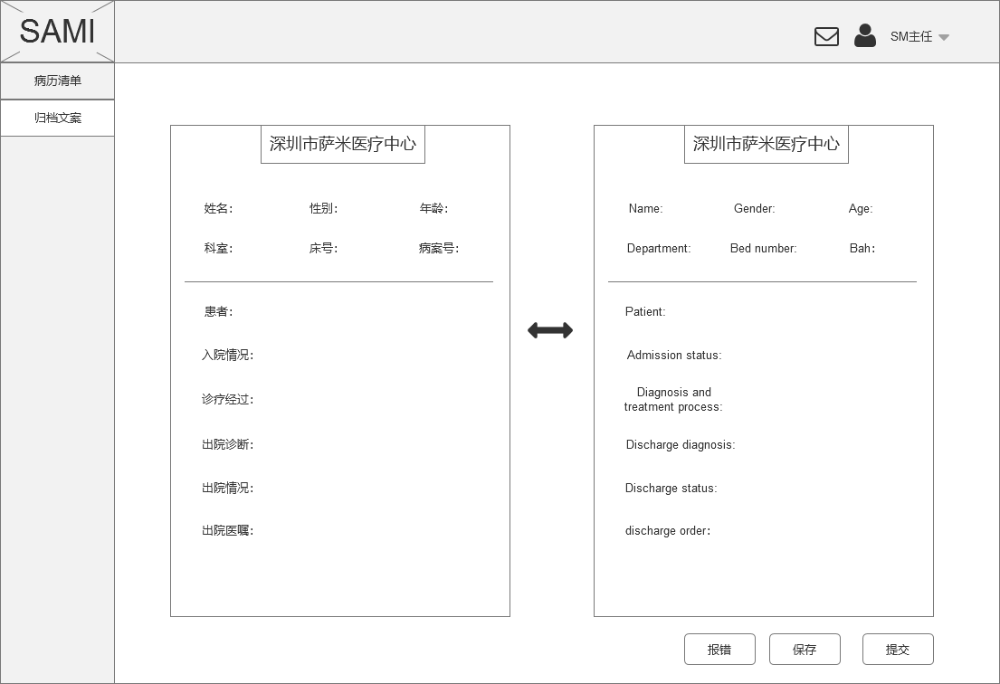 SAMI
SM主任
病历清单
归档文案
深圳市萨米医疗中心
姓名: 性别: 年龄:
科室: 床号: 病案号:
患者:
入院情况:
诊疗经过:
出院诊断:
出院情况:
出院医嘱:
深圳市萨米医疗中心
Name: Gender: Age:
Department: Bed number: Bah:
Patient:
Admission status:
Diagnosis and
treatment process:
Discharge diagnosis:
Discharge status:
discharge order:
报错 保存 提交